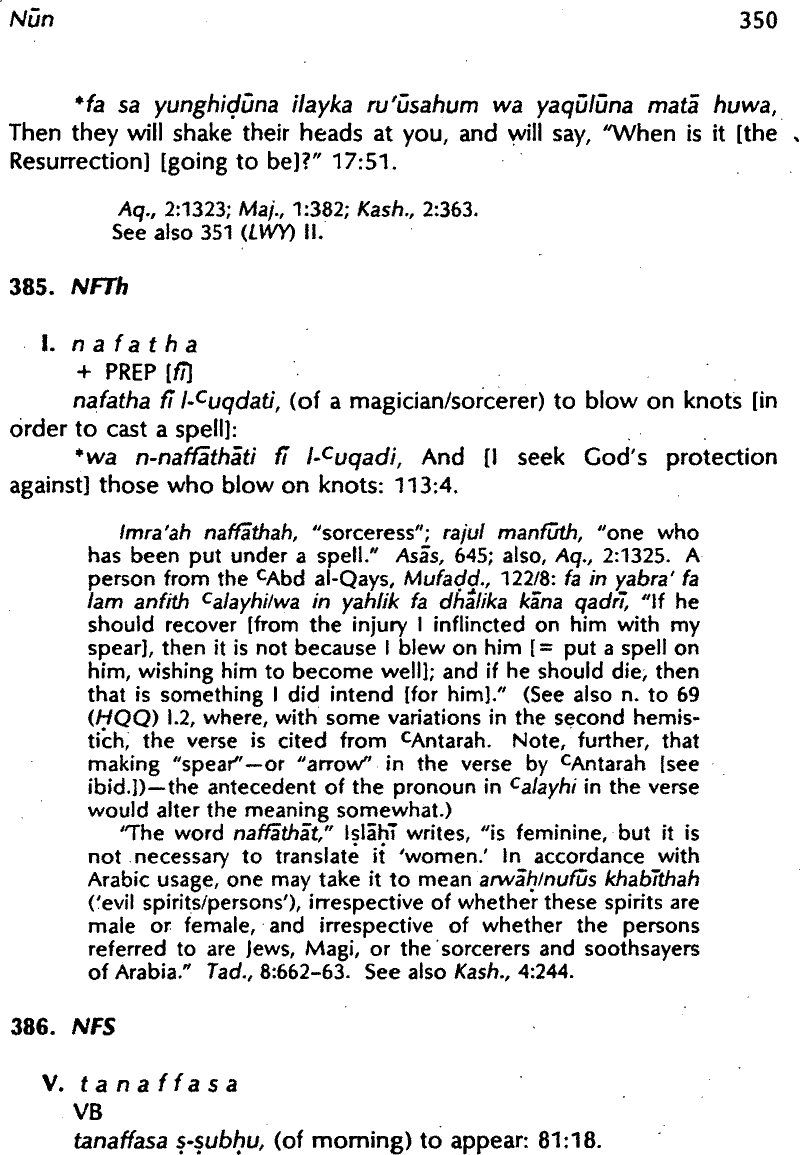 Nūn 350
*fa sa yunghiḍūna ilayka ru'ūsahum wa yaqūlūna matā huwa,
Then they will shake their heads at you, and will say, "When is it [the
Resurrection] [going to be]?" 17:51.
Aq., 2:1323; Maj., 1:382; Kash., 2:363.
See also 351 (LWY) II.
385. NFTh
I. n a f a t h a
+ PREP [fī]
nafatha fī l-ᶜuqdati, (of a magician/sorcerer) to blow on knots [in
order to cast a spell]:
*wa n-naffāthāti fī l-ᶜuqadi, And [I seek God's protection
against] those who blow on knots: 113:4.
Imra'ah naffāthah, "sorceress"; rajul manfūth, "one who
has been put under a spell." Asās, 645; also, Aq., 2:1325. A
person from the ᶜAbd al-Qays, Mufaḍḍ., 122/8: fa in yabra' fa
lam anfith ᶜalayhi/wa in yahlik fa dhālika kāna qadrī, "If he
should recover [from the injury I inflincted on him with my
spear], then it is not because I blew on him [= put a spell on
him, wishing him to become well]; and if he should die, then
that is something I did intend [for him]." (See also n. to 69
(ḤQQ) I.2, where, with some variations in the second hemis-
tich, the verse is cited from ᶜAntarah. Note, further, that
making "spear"—or "arrow" in the verse by ᶜAntarah [see
ibid.])—the antecedent of the pronoun in ᶜalayhi in the verse
would alter the meaning somewhat.)
"The word naffāthāt," Iṣlāḥī writes, "is feminine, but it is
not necessary to translate it 'women.' In accordance with
Arabic usage, one may take it to mean arwāḥ/nufūs khabīthah
('evil spirits/persons'), irrespective of whether these spirits are
male or female, and irrespective of whether the persons
referred to are Jews, Magi, or the sorcerers and soothsayers
of Arabia." Tad., 8:662–63. See also Kash., 4:244.
386. NFS
V. t a n a f f a s a
VB
tanaffasa ṣ-ṣubḥu, (of morning) to appear: 81:18.